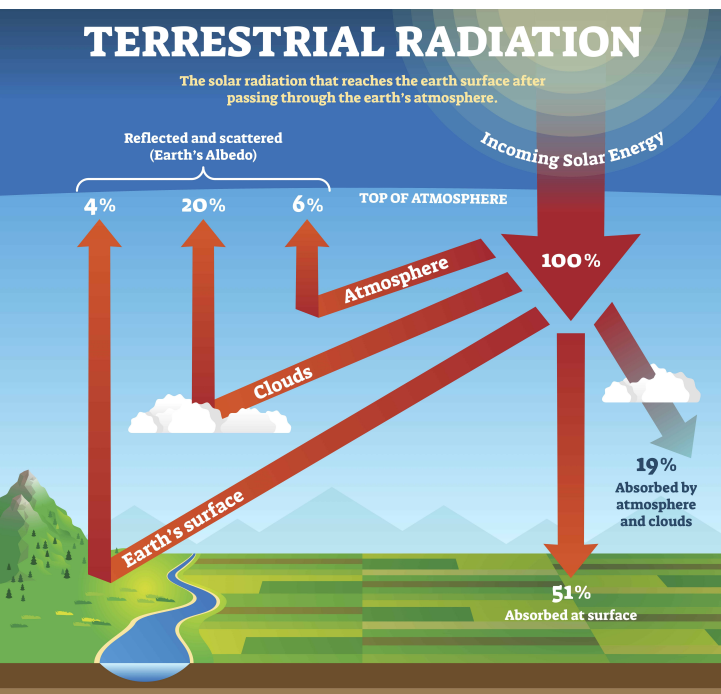 TERRESTRIAL RADIATION
The solar radiation that reaches the earth surface after
passing through the earth's atmosphere.
Reflected and scattered
(Earth's Albedo)
Incoming Solar Energy
4%
20%
6%
TOP OF ATMOSPHERE
100%
Atmosphere
Clouds
Earth's surface
19%
Absorbed by
atmosphere
and clouds
51%
Absorbed at surface